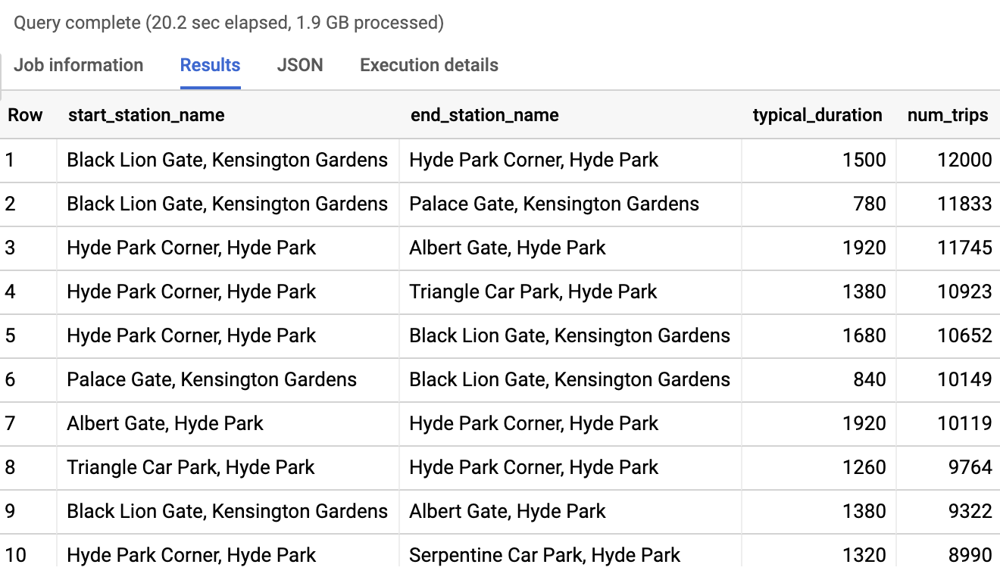 Query complete (20.2 sec elapsed, 1.9 GB processed)
Job information Results JSON Execution details
Row start_station_name end_station_name typical_duration num_trips
1 Black Lion Gate, Kensington Gardens Hyde Park Corner, Hyde Park 1500 12000
2 Black Lion Gate, Kensington Gardens Palace Gate, Kensington Gardens 780 11833
3 Hyde Park Corner, Hyde Park Albert Gate, Hyde Park 1920 11745
4 Hyde Park Corner, Hyde Park Triangle Car Park, Hyde Park 1380 10923
5 Hyde Park Corner, Hyde Park Black Lion Gate, Kensington Gardens 1680 10652
6 Palace Gate, Kensington Gardens Black Lion Gate, Kensington Gardens 840 10149
7 Albert Gate, Hyde Park Hyde Park Corner, Hyde Park 1920 10119
8 Triangle Car Park, Hyde Park Hyde Park Corner, Hyde Park 1260 9764
9 Black Lion Gate, Kensington Gardens Albert Gate, Hyde Park 1380 9322
10 Hyde Park Corner, Hyde Park Serpentine Car Park, Hyde Park 1320 8990